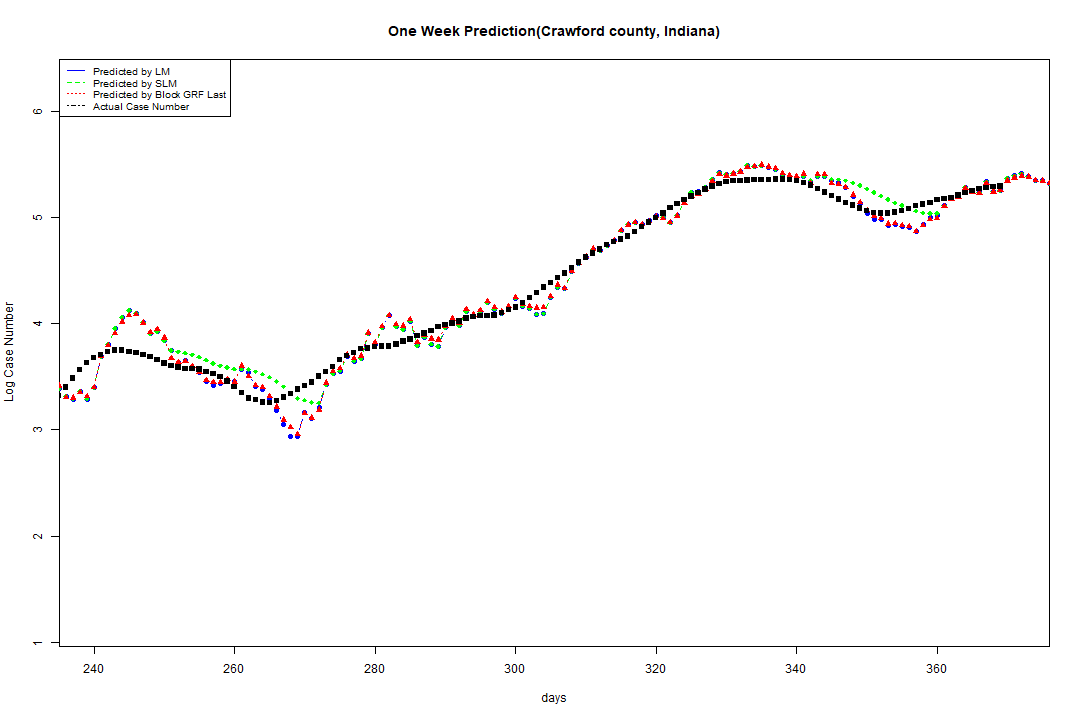 One Week Prediction(Crawford county, Indiana)
Predicted by LM
Predicted by SLM
Predicted by Block GRF Last
Actual Case Number
Log Case Number
6
5
4
3
2
1
240 260 280 300 320 340 360
days